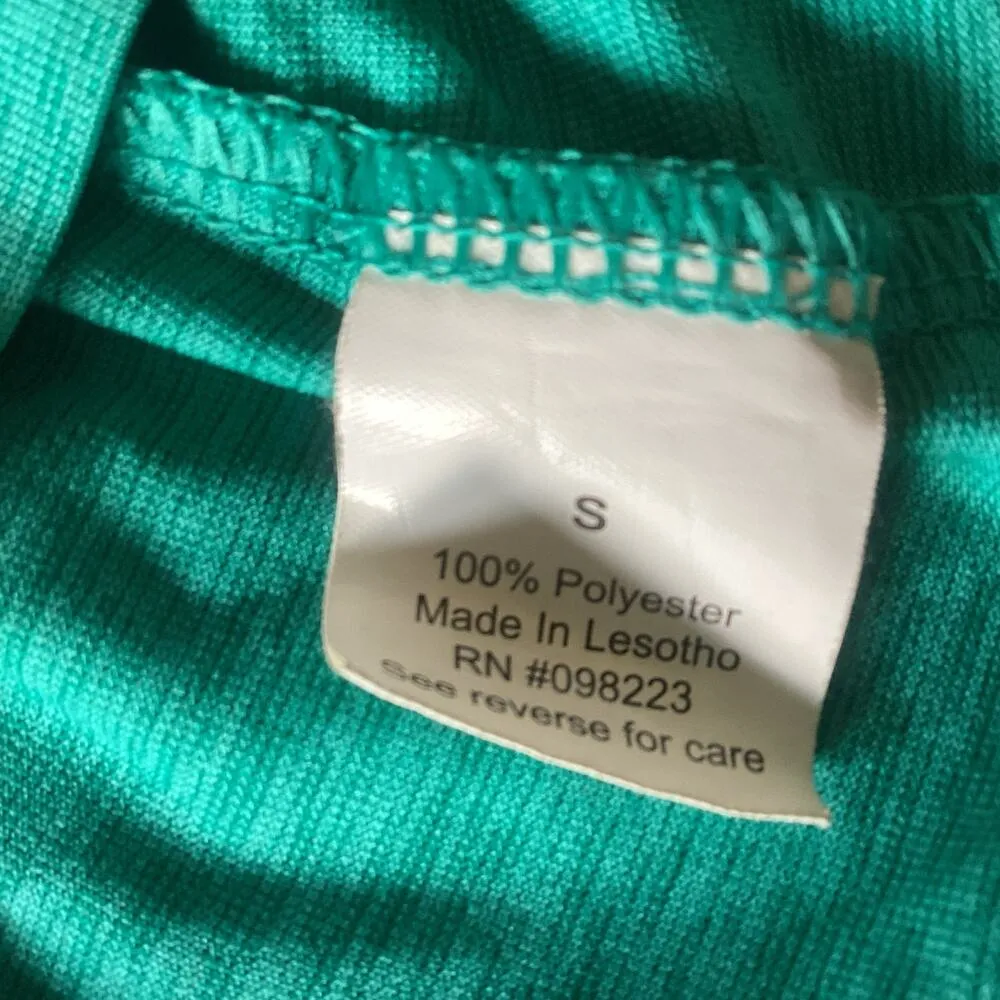 S
100% Polyester
Made In Lesotho
RN #098223
See reverse for care